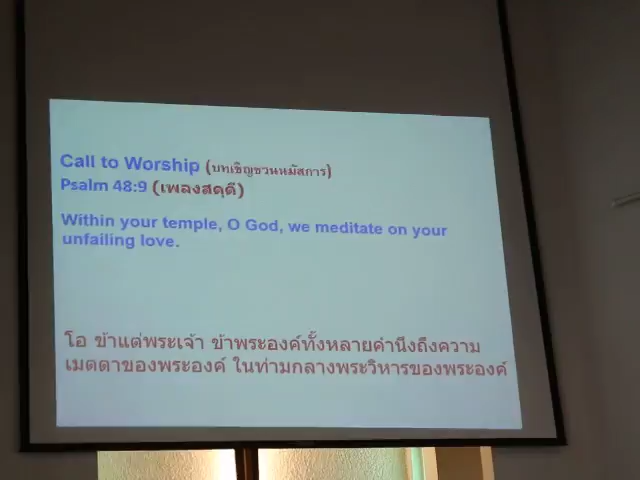 Call to Worship (บทเชิญชวนนมัสการ)
Psalm 48:9 (เพลงสดุดี)
Within your temple, O God, we meditate on your
unfailing love.
โอ ข้าแต่พระเจ้า ข้าพระองค์ทั้งหลายคำนึงถึงความ
เมตตาของพระองค์ ในท่ามกลางพระวิหารของพระองค์